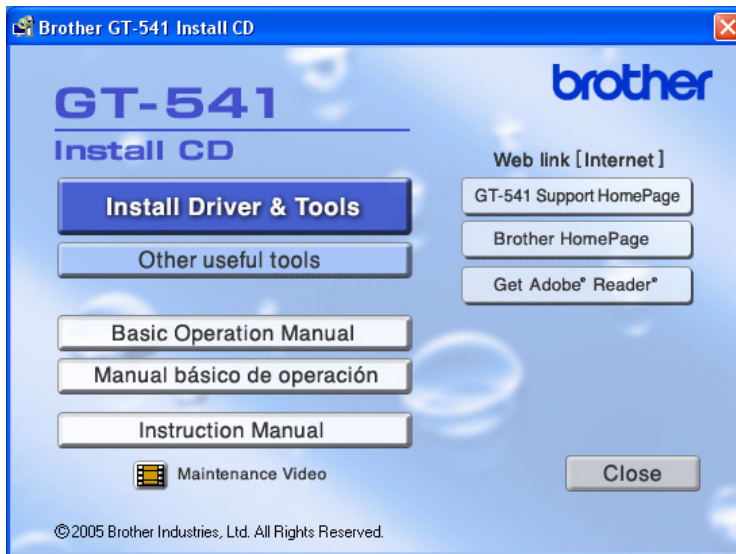 Brother GT-541 Install CD
brother
GT-541
Install CD
Install Driver & Tools
Other useful tools
Basic Operation Manual
Manual básico de operación
Instruction Manual
Maintenance Video
Web link [Internet]
GT-541 Support HomePage
Brother HomePage
Get Adobe® Reader®
Close
©2005 Brother Industries, Ltd. All Rights Reserved.